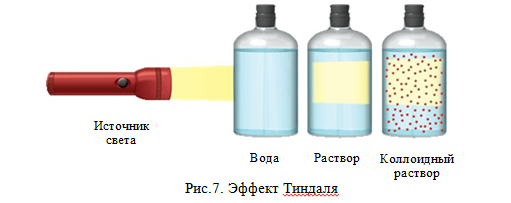 Источник
света
Вода
Раствор
Коллоидный
раствор
Рис.7. Эффект Тиндаля